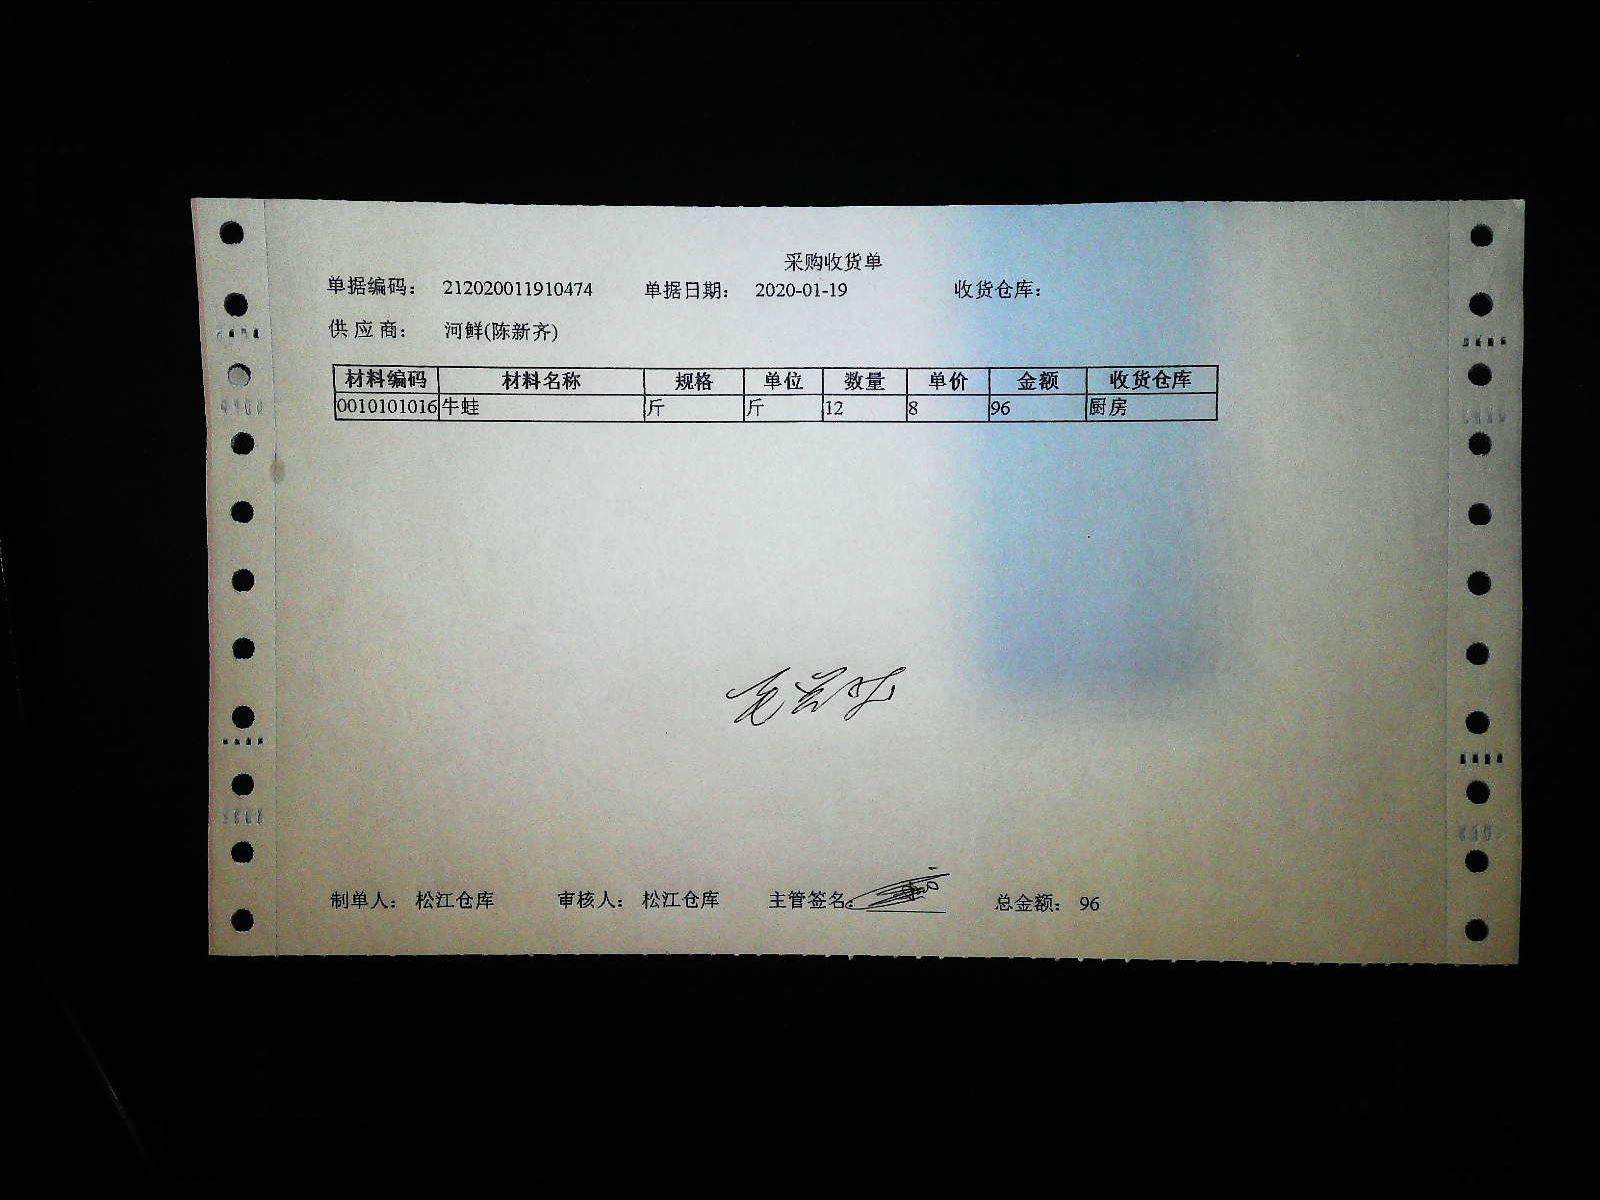 采购收货单
单据编码： 212020011910474 单据日期： 2020-01-19 收货仓库：
供 应 商： 河鲜(陈新齐)
材料编码 材料名称 规格 单位 数量 单价 金额 收货仓库
0010101016 牛蛙 斤 斤 12 8 96 厨房
制单人： 松江仓库 审核人： 松江仓库 主管签名： 总金额： 96